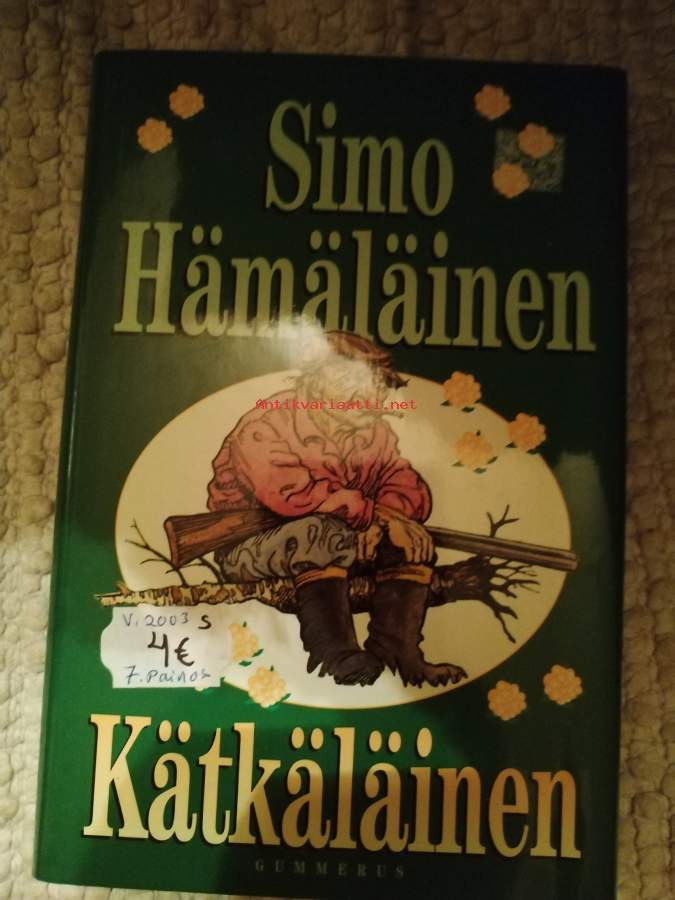 Simo
Hämäläinen
Antikvariaatti.net
V. 2003 S
4€
7. Painos
Kätkäläinen
GUMMERUS